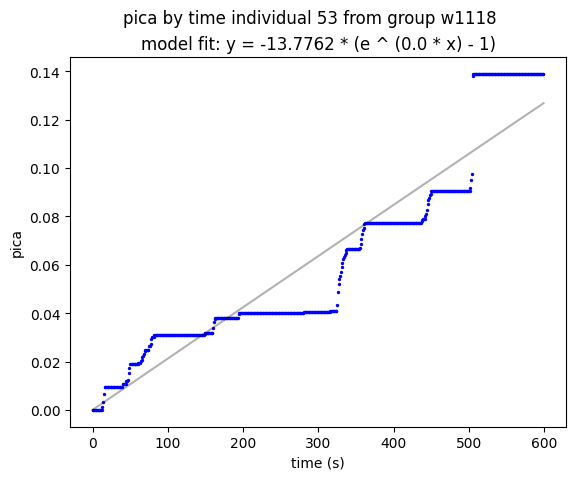 pica by time individual 53 from group w1118
model fit: y = -13.7762 * (e ^ (0.0 * x) - 1)
0.14
0.12
0.10
0.08
0.06
0.04
0.02
0.00
pica
0 100 200 300 400 500 600
time (s)